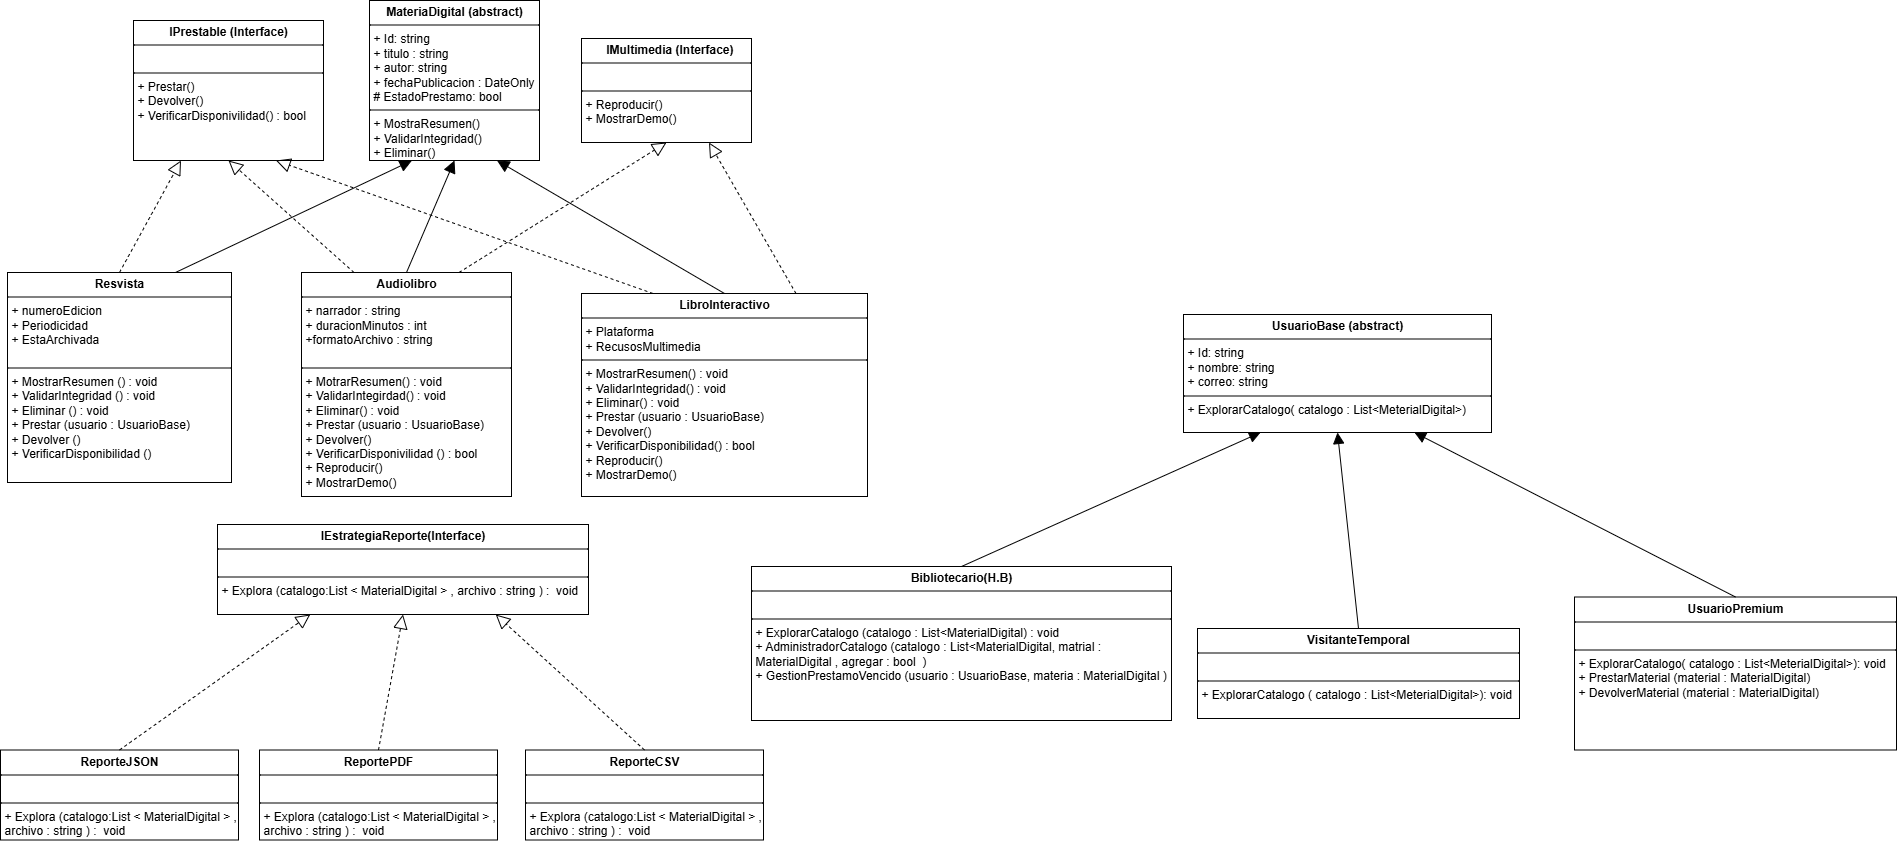 IPrestable (Interface)
+ Prestar()
+ Devolver()
+ VerificarDisponivilidad() : bool
MateriaDigital (abstract)
+ Id: string
+ titulo : string
+ autor: string
+ fechaPublicacion : DateOnly
# EstadoPrestamo: bool
+ MostraResumen()
+ ValidarIntegridad()
+ Eliminar()
IMultimedia (Interface)
+ Reproducir()
+ MostrarDemo()
Resvista
+ numeroEdicion
+ Periodicidad
+ EstaArchivada
+ MostrarResumen () : void
+ ValidarIntegridad () : void
+ Eliminar () : void
+ Prestar (usuario : UsuarioBase)
+ Devolver ()
+ VerificarDisponibilidad ()
Audiolibro
+ narrador : string
+ duracionMinutos : int
+formatoArchivo : string
+ MotrarResumen() : void
+ ValidarIntegirdad() : void
+ Eliminar() : void
+ Prestar (usuario : UsuarioBase)
+ Devolver()
+ VerificarDisponivilidad () : bool
+ Reproducir()
+ MostrarDemo()
LibroInteractivo
+ Plataforma
+ RecusosMultimedia
+ MostrarResumen() : void
+ ValidarIntegridad() : void
+ Eliminar() : void
+ Prestar (usuario : UsuarioBase)
+ Devolver()
+ VerificarDisponibilidad() : bool
+ Reproducir()
+ MostrarDemo()
UsuarioBase (abstract)
+ Id: string
+ nombre: string
+ correo: string
+ ExplorarCatalogo( catalogo : List<MeterialDigital>)
IEstrategiaReporte(Interface)
+ Explora (catalogo:List < MaterialDigital > , archivo : string ) :  void
Bibliotecario(H.B)
+ ExplorarCatalogo (catalogo : List<MaterialDigital) : void
+ AdministradorCatalogo (catalogo : List<MaterialDigital, matrial :
MaterialDigital , agregar : bool  )
+ GestionPrestamoVencido (usuario : UsuarioBase, materia : MaterialDigital )
VisitanteTemporal
+ ExplorarCatalogo ( catalogo : List<MeterialDigital>): void
UsuarioPremium
+ ExplorarCatalogo( catalogo : List<MeterialDigital>): void
+ PrestarMaterial (material : MaterialDigital)
+ DevolverMaterial (material : MaterialDigital)
ReporteJSON
+ Explora (catalogo:List < MaterialDigital > ,
archivo : string ) :  void
ReportePDF
+ Explora (catalogo:List < MaterialDigital > ,
archivo : string ) :  void
ReporteCSV
+ Explora (catalogo:List < MaterialDigital > ,
archivo : string ) :  void